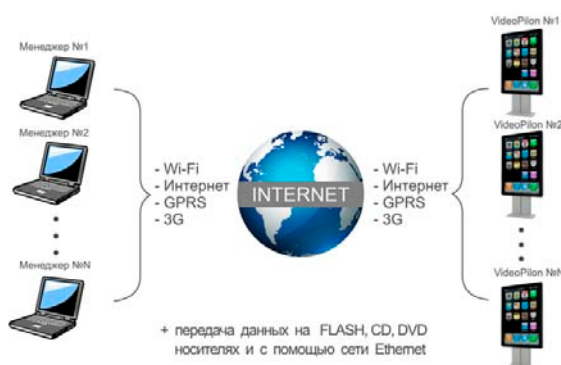 Менеджер №1
Менеджер №2
Менеджер №N
- Wi-Fi
- Интернет
- GPRS
- 3G
INTERNET
- Wi-Fi
- Интернет
- GPRS
- 3G
VideoPilon №1
VideoPilon №2
VideoPilon №N
+ передача данных на FLASH, CD, DVD
носителях и с помощью сети Ethernet